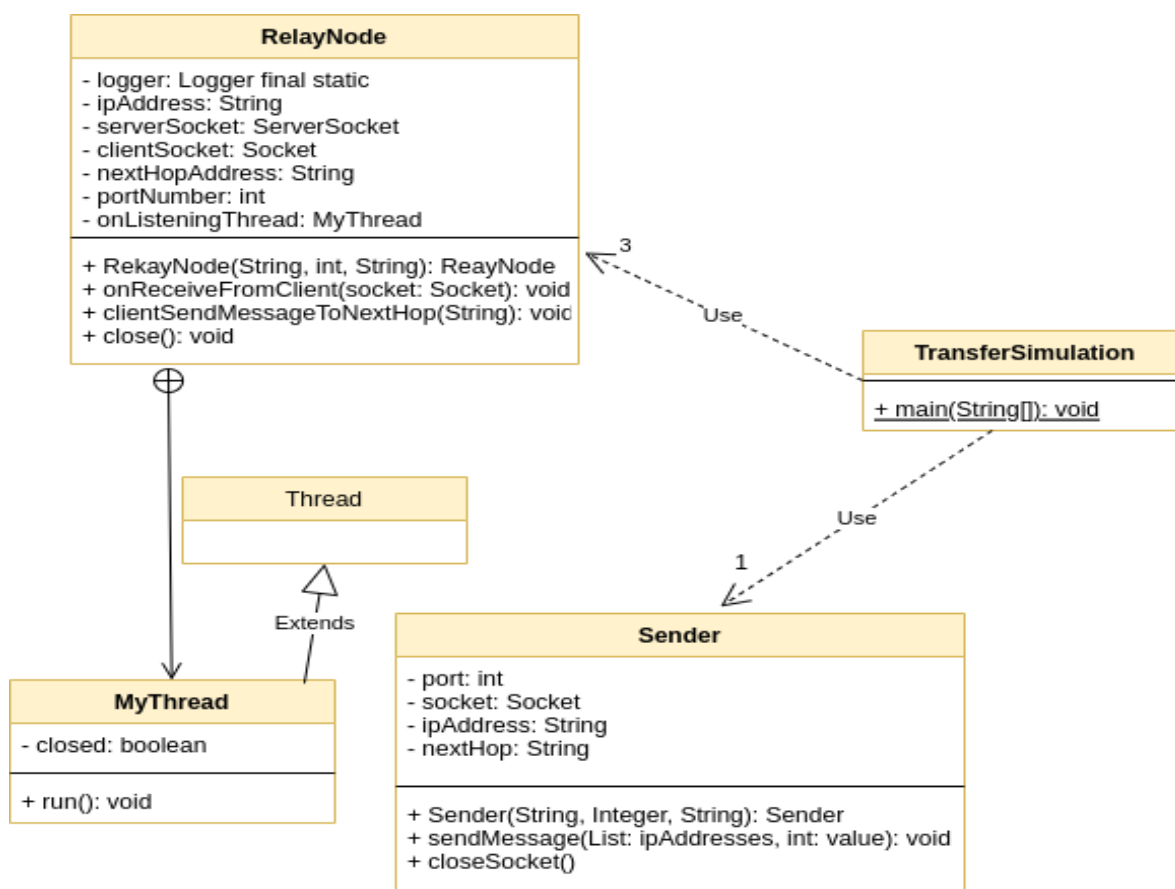 RelayNode
- logger: Logger final static
- ipAddress: String
- serverSocket: ServerSocket
- clientSocket: Socket
- nextHopAddress: String
- portNumber: int
- onListeningThread: MyThread
+ RekayNode(String, int, String): ReayNode
+ onReceiveFromClient(socket: Socket): void
+ clientSendMessageToNextHop(String): void
+ close(): void
3
Use
TransferSimulation
+ main(String[]): void
Use
1
Thread
Extends
MyThread
- closed: boolean
+ run(): void
Sender
- port: int
- socket: Socket
- ipAddress: String
- nextHop: String
+ Sender(String, Integer, String): Sender
+ sendMessage(List: ipAddresses, int: value): void
+ closeSocket()